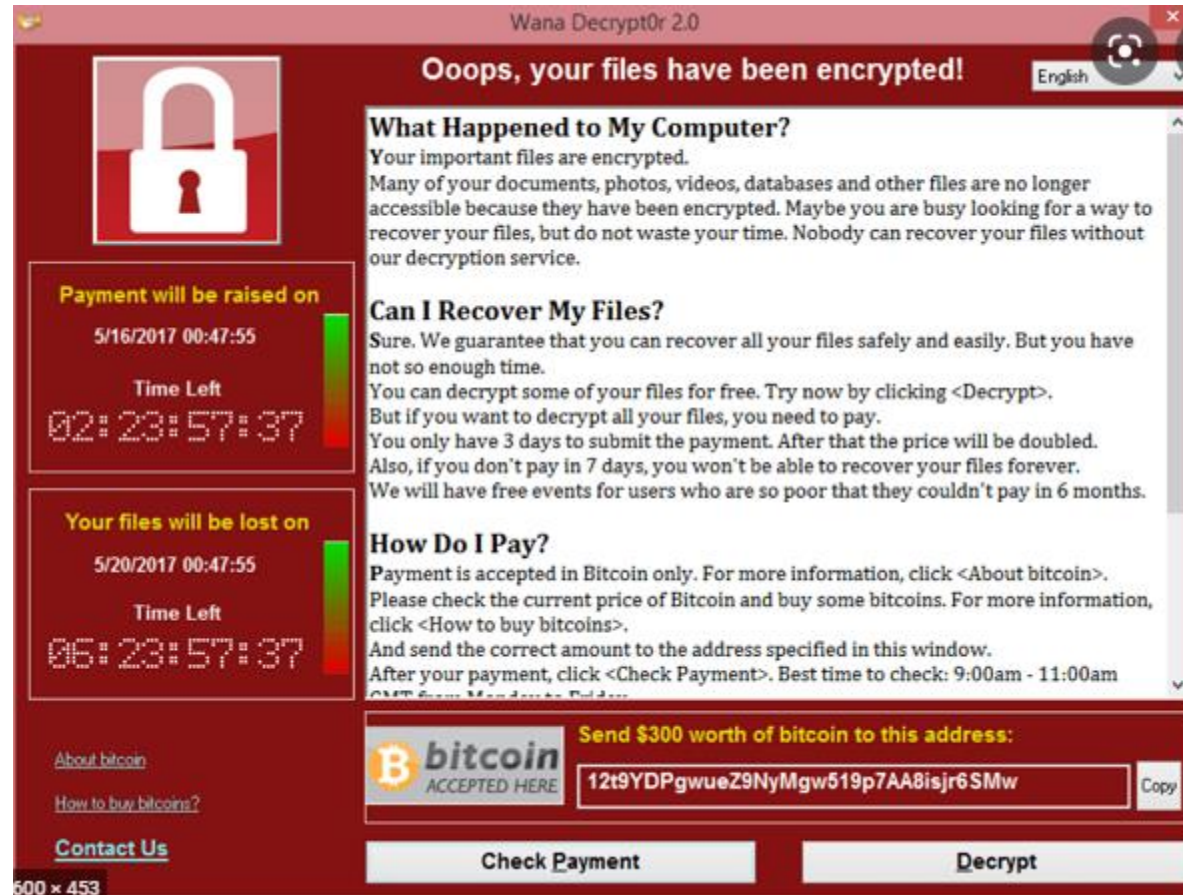 Wana Decrypt0r 2.0
Ooops, your files have been encrypted!
English
What Happened to My Computer?
Your important files are encrypted.
Many of your documents, photos, videos, databases and other files are no longer
accessible because they have been encrypted. Maybe you are busy looking for a way to
recover your files, but do not waste your time. Nobody can recover your files without
our decryption service.
Can I Recover My Files?
Sure. We guarantee that you can recover all your files safely and easily. But you have
not so enough time.
You can decrypt some of your files for free. Try now by clicking <Decrypt>.
But if you want to decrypt all your files, you need to pay.
You only have 3 days to submit the payment. After that the price will be doubled.
Also, if you don't pay in 7 days, you won't be able to recover your files forever.
We will have free events for users who are so poor that they couldn't pay in 6 months.
How Do I Pay?
Payment is accepted in Bitcoin only. For more information, click <About bitcoin>.
Please check the current price of Bitcoin and buy some bitcoins. For more information,
click <How to buy bitcoins>.
And send the correct amount to the address specified in this window.
After your payment, click <Check Payment>. Best time to check: 9:00am - 11:00am
GMT from Monday to Friday
Payment will be raised on
5/16/2017 00:47:55
Time Left
02:23:57:37
Your files will be lost on
5/20/2017 00:47:55
Time Left
06:23:57:37
About bitcoin
How to buy bitcoins?
Contact Us
bitcoin
ACCEPTED HERE
Send $300 worth of bitcoin to this address:
12t9YDPgwueZ9NyMgw519p7AA8isjr6SMw
Copy
Check Payment
Decrypt
600 × 453